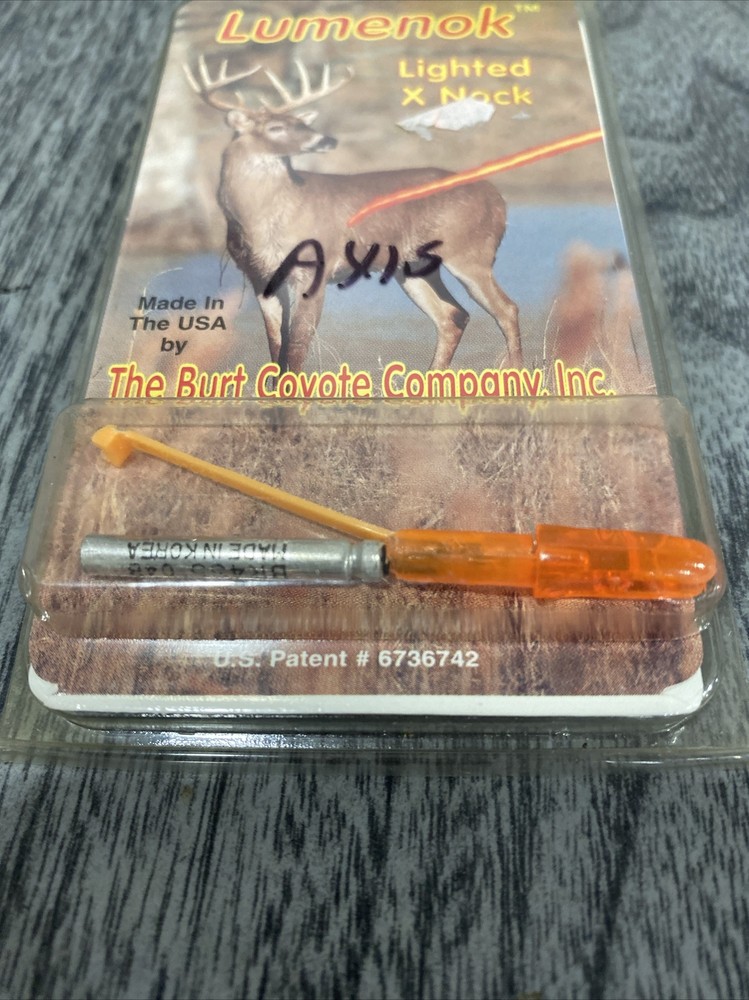 Lumenok™
Lighted
X Nock
AXIS
Made In
The USA
by
The Burt Coyote Company, Inc.
MADE IN KOREA
U.S. Patent # 6736742